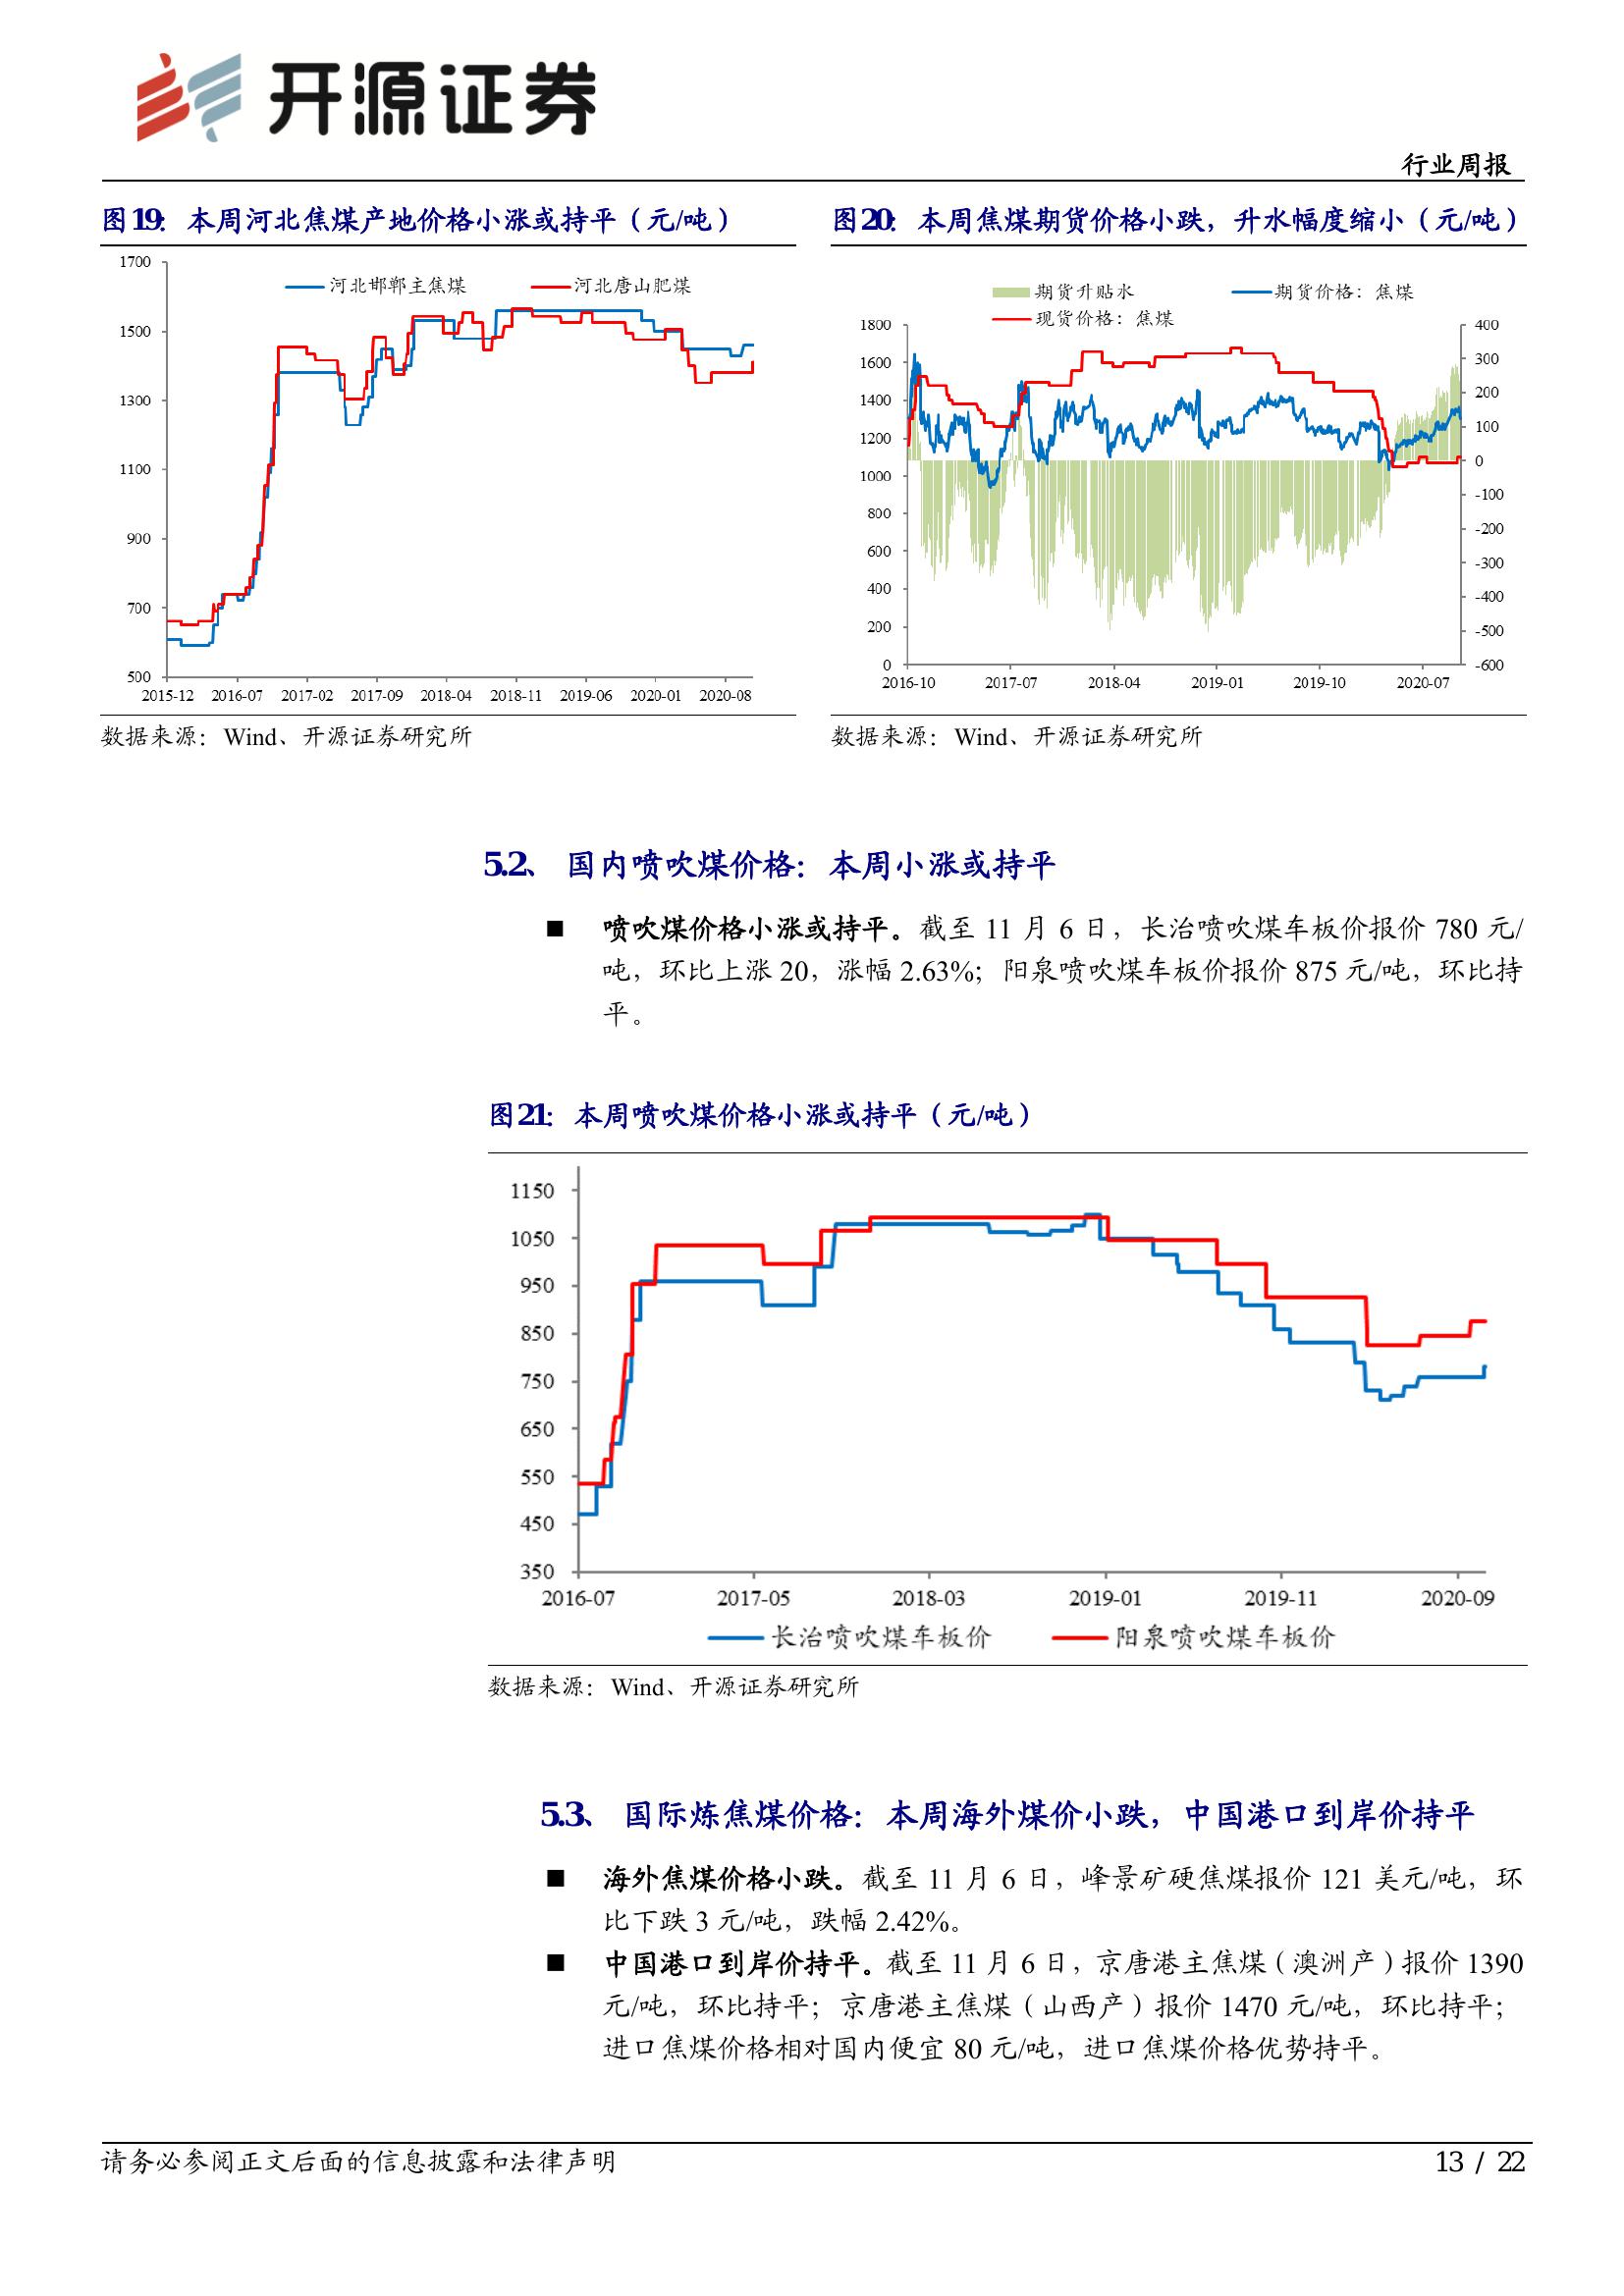 开源证券
行业周报
图19： 本周河北焦煤产地价格小涨或持平（元/吨）
1700
1500
1300
1100
900
700
500
河北邯郸主焦煤 河北唐山肥煤
2015-12 2016-07 2017-02 2017-09 2018-04 2018-11 2019-06 2020-01 2020-08
数据来源：Wind、开源证券研究所
图20： 本周焦煤期货价格小跌，升水幅度缩小（元/吨）
期货升贴水 期货价格：焦煤
现货价格：焦煤
1800
1600
1400
1200
1000
800
600
400
200
0
400
300
200
100
0
-100
-200
-300
-400
-500
-600
2016-10 2017-07 2018-04 2019-01 2019-10 2020-07
数据来源：Wind、开源证券研究所
5.2、 国内喷吹煤价格：本周小涨或持平
■ 喷吹煤价格小涨或持平。截至 11 月 6 日，长治喷吹煤车板价报价 780 元/
吨，环比上涨 20，涨幅 2.63%；阳泉喷吹煤车板价报价 875 元/吨，环比持
平。
图21： 本周喷吹煤价格小涨或持平（元/吨）
1150
1050
950
850
750
650
550
450
350
2016-07 2017-05 2018-03 2019-01 2019-11 2020-09
长治喷吹煤车板价 阳泉喷吹煤车板价
数据来源：Wind、开源证券研究所
5.3、 国际炼焦煤价格：本周海外煤价小跌，中国港口到岸价持平
■ 海外焦煤价格小跌。截至 11 月 6 日，峰景矿硬焦煤报价 121 美元/吨，环
比下跌 3 元/吨，跌幅 2.42%。
■ 中国港口到岸价持平。截至 11 月 6 日，京唐港主焦煤（澳洲产）报价 1390
元/吨，环比持平；京唐港主焦煤（山西产）报价 1470 元/吨，环比持平；
进口焦煤价格相对国内便宜 80 元/吨，进口焦煤价格优势持平。
请务必参阅正文后面的信息披露和法律声明
13 / 22